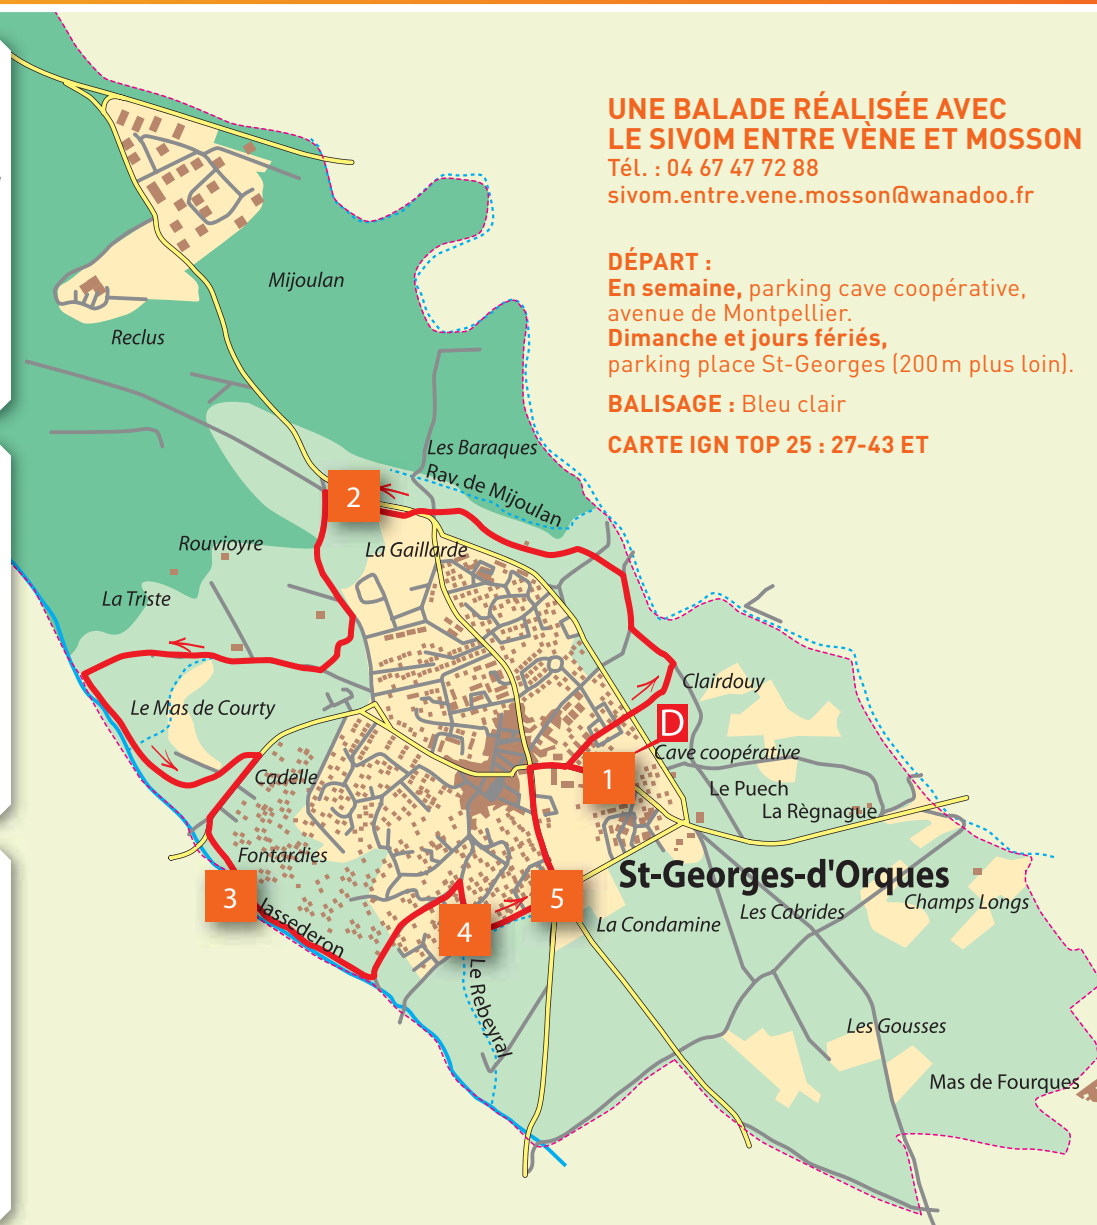 UNE BALADE RÉALISÉE AVEC
LE SIVOM ENTRE VÈNE ET MOSSON
Tél. : 04 67 47 72 88
sivom.entre.vene.mosson@wanadoo.fr
DÉPART :
En semaine, parking cave coopérative,
avenue de Montpellier.
Dimanche et jours fériés,
parking place St-Georges (200 m plus loin).
BALISAGE : Bleu clair
CARTE IGN TOP 25 : 27-43 ET
Mijoulan
Reclus
Les Baraques
Rav. de Mijoulan
2
Rouvioyre
La Gaillarde
La Triste
Clairdouy
Le Mas de Courty
D
Cave coopérative
1
Cadelle
Le Puech
La Règnague
Fontardies
St-Georges-d'Orques
3
5
Champs Longs
Les Cabrides
La Condamine
4
Jassederon
Le Rebeyral
Les Gousses
Mas de Fourques